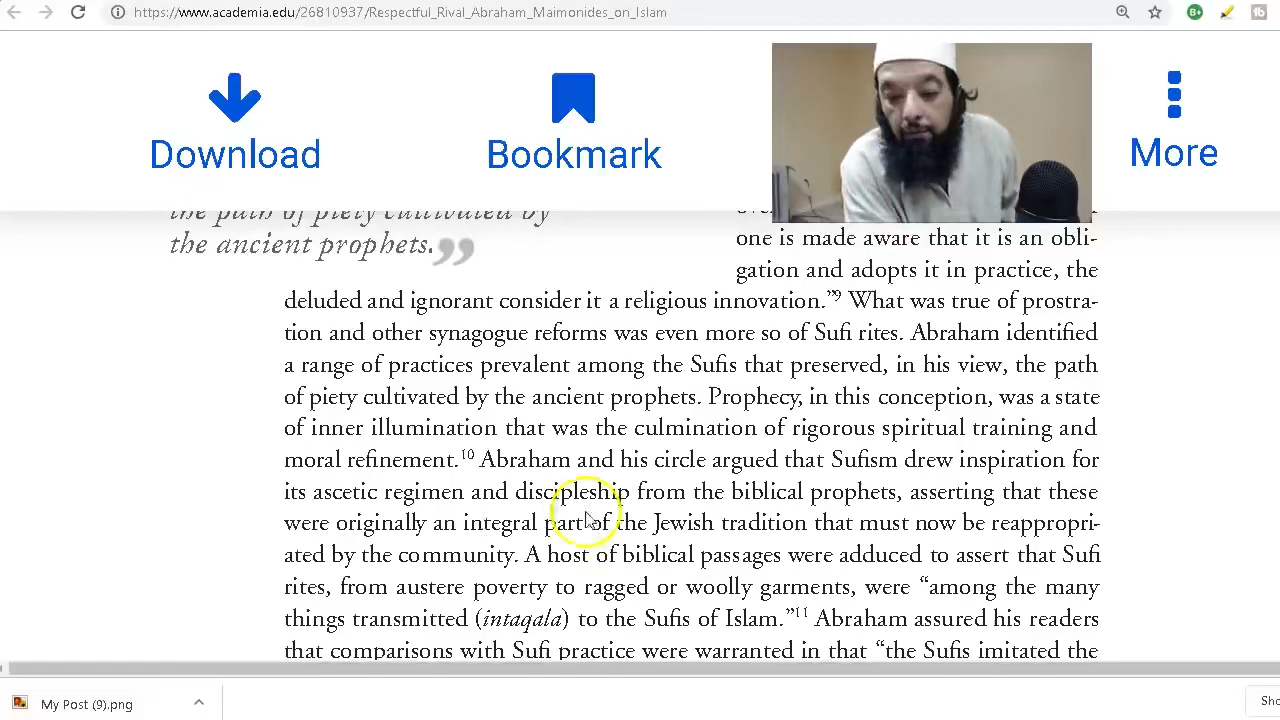 https://www.academia.edu/26810937/Respectful_Rival_Abraham_Maimonides_on_Islam
Download
Bookmark
More
the path of piety cultivated by
the ancient prophets.”
one is made aware that it is an obli-
gation and adopts it in practice, the
deluded and ignorant consider it a religious innovation.”9 What was true of prostra-
tion and other synagogue reforms was even more so of Sufi rites. Abraham identified
a range of practices prevalent among the Sufis that preserved, in his view, the path
of piety cultivated by the ancient prophets. Prophecy, in this conception, was a state
of inner illumination that was the culmination of rigorous spiritual training and
moral refinement.10 Abraham and his circle argued that Sufism drew inspiration for
its ascetic regimen and discipleship from the biblical prophets, asserting that these
were originally an integral part of the Jewish tradition that must now be reappropri-
ated by the community. A host of biblical passages were adduced to assert that Sufi
rites, from austere poverty to ragged or woolly garments, were “among the many
things transmitted (intaqala) to the Sufis of Islam.”11 Abraham assured his readers
that comparisons with Sufi practice were warranted in that “the Sufis imitated the
My Post (9).png
Sho